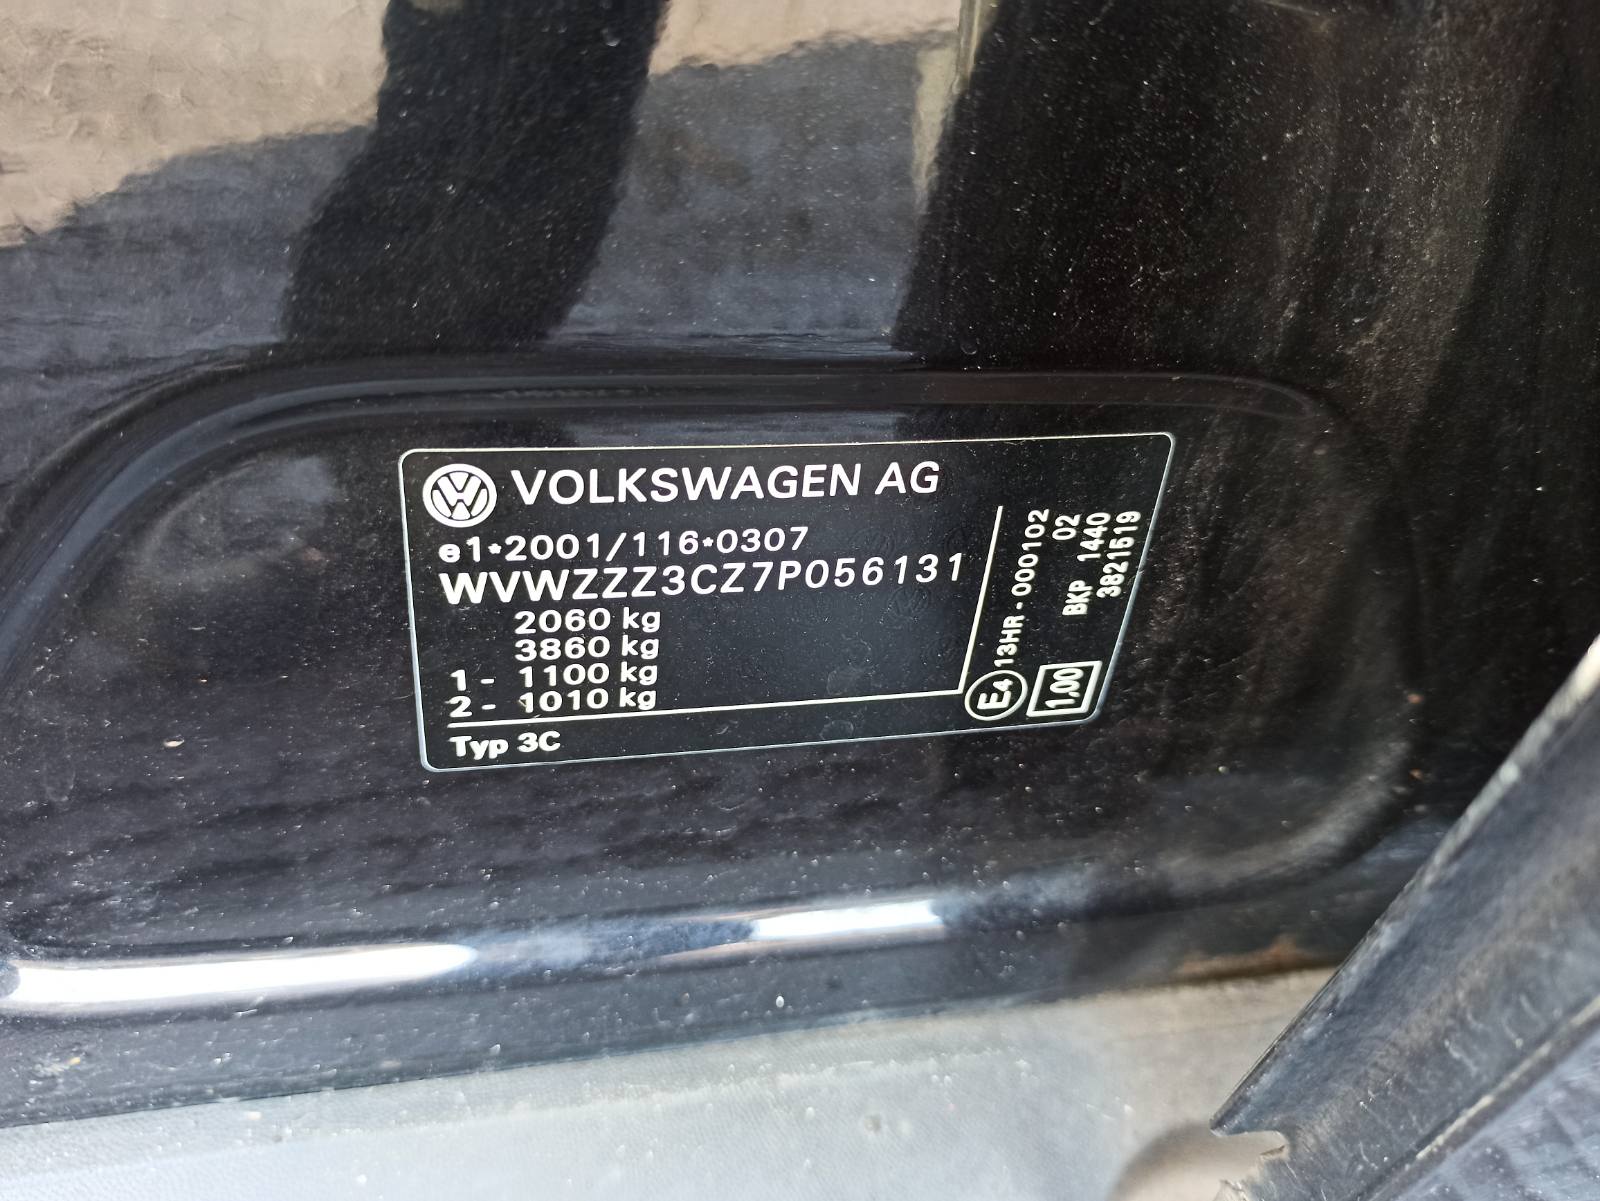 VOLKSWAGEN AG
e1*2001/116*0307
WVWZZZ3CZ7P056131
2060 kg
3860 kg
1 - 1100 kg
2 - 1010 kg
Typ 3C
E4 13HR - 000102
02
1.00 BKP 1440
3821519